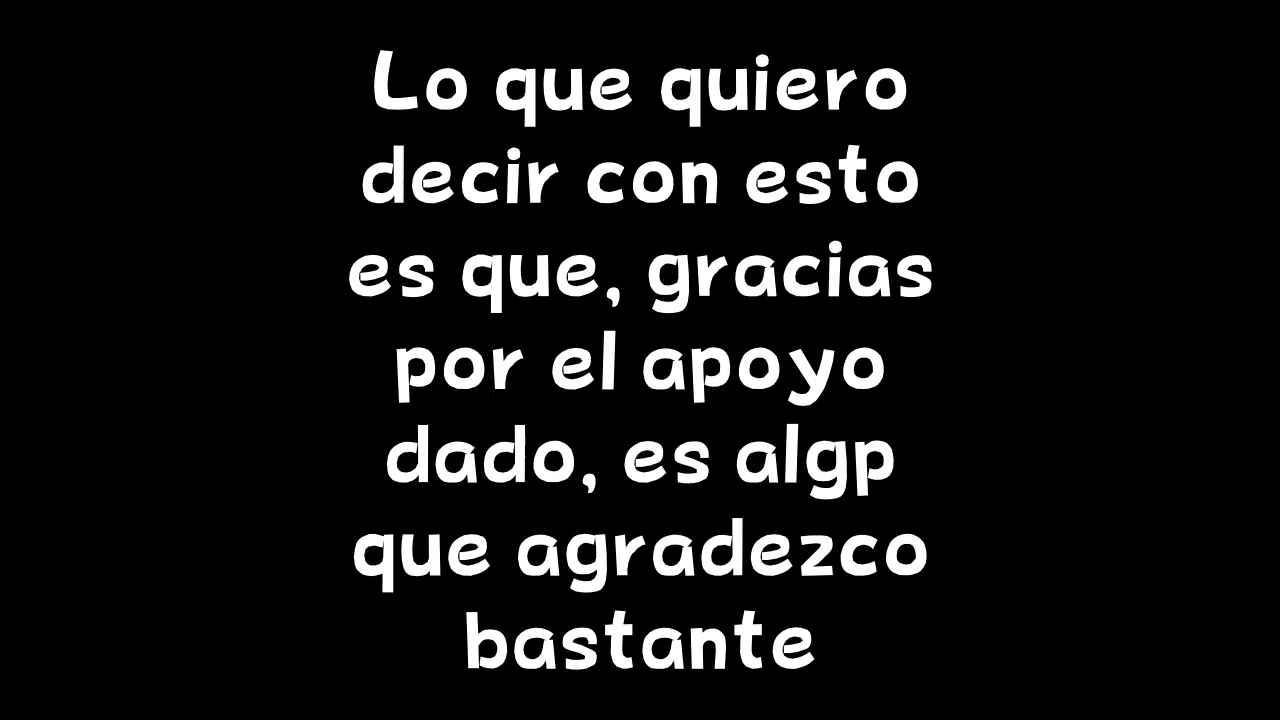 Lo que quiero
decir con esto
es que, gracias
por el apoyo
dado, es algp
que agradezco
bastante